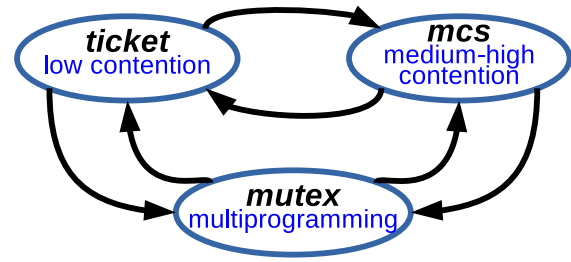 ticket
low contention
mcs
medium-high
contention
mutex
multiprogramming